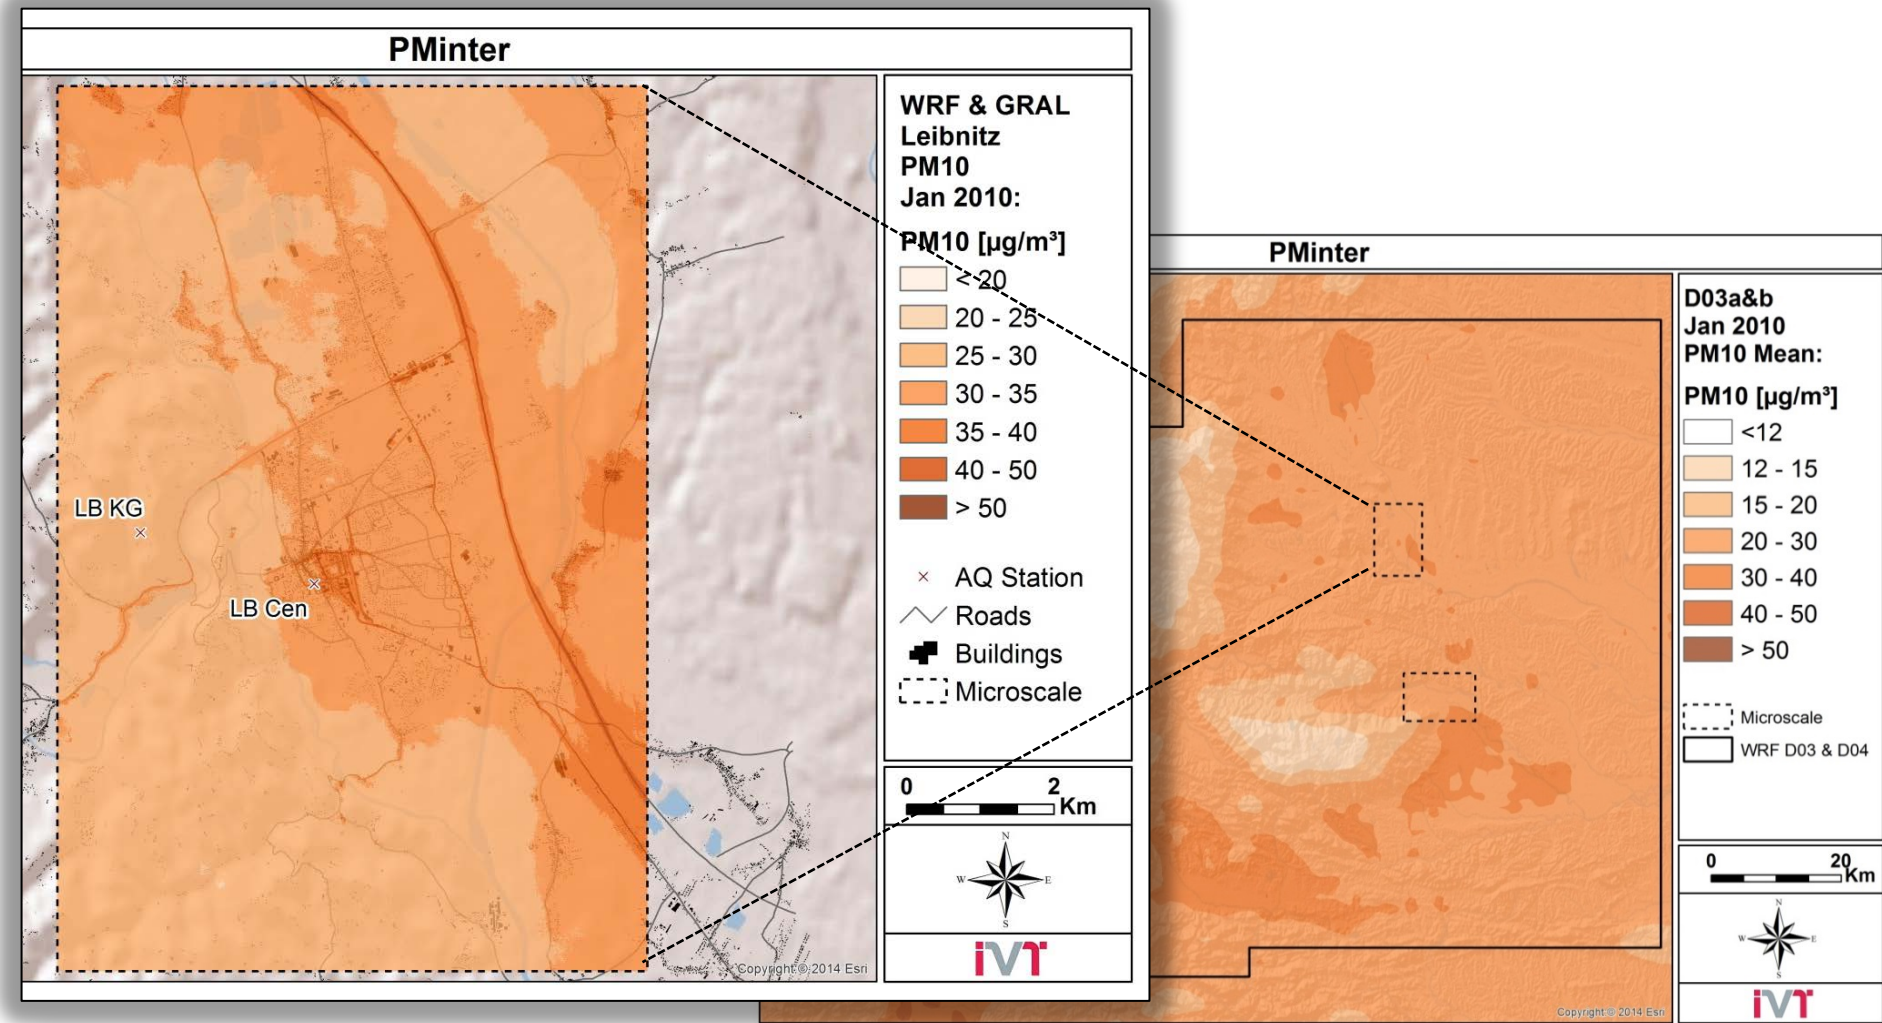 PMinter
WRF & GRAL
Leibnitz
PM10
Jan 2010:
PM10 [µg/m³]
< 20
20 - 25
25 - 30
30 - 35
35 - 40
40 - 50
> 50
AQ Station
Roads
Buildings
Microscale
0 2
Km
N
W E
S
iVT
LB KG
LB Cen
Copyright:© 2014 Esri
PMinter
D03a&b
Jan 2010
PM10 Mean:
PM10 [µg/m³]
<12
12 - 15
15 - 20
20 - 30
30 - 40
40 - 50
> 50
Microscale
WRF D03 & D04
0 20
Km
N
W E
S
iVT
Copyright:© 2014 Esri